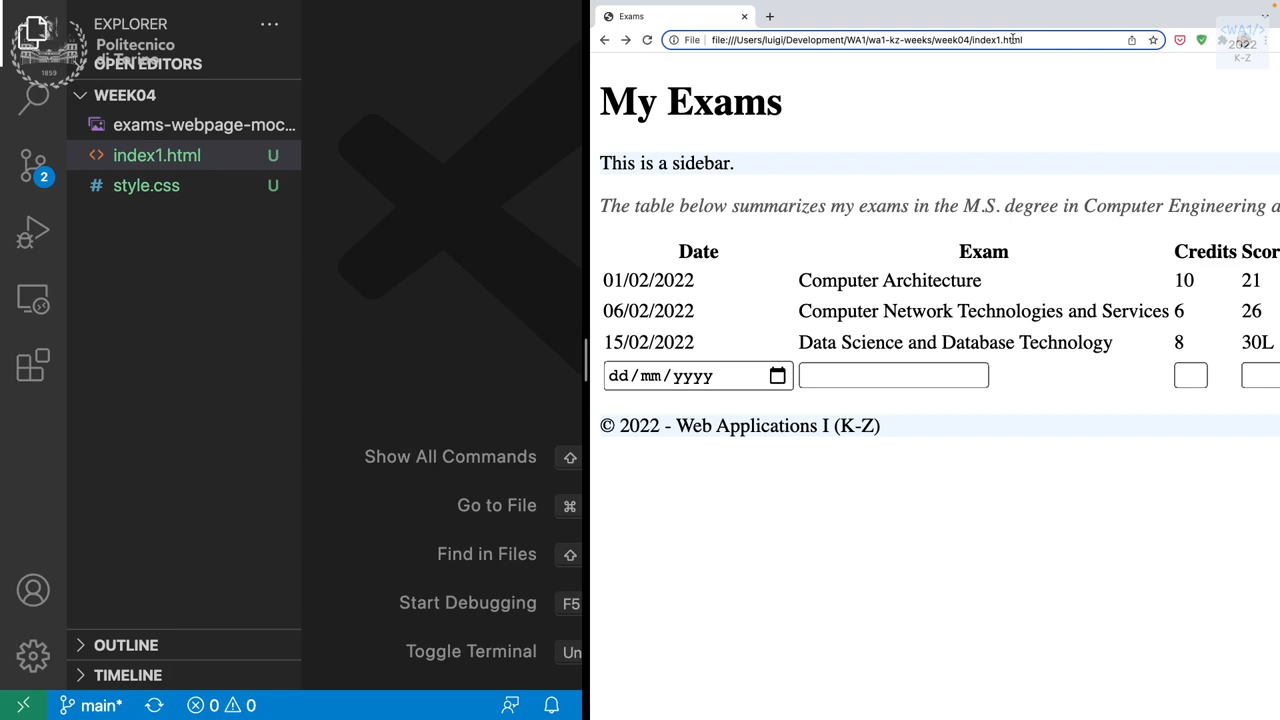 EXPLORER
Politecnico
di Torino
1859
OPEN EDITORS
WEEK04
exams-webpage-moc...
index1.html U
style.css U
2
Show All Commands ⇧
Go to File ⌘
Find in Files ⇧
Start Debugging F5
Toggle Terminal Un
OUTLINE
TIMELINE
main* 0 0
Exams
File file:///Users/luigi/Development/WA1/wa1-kz-weeks/week04/index1.html
<WA1/>
2022
K-Z
My Exams
This is a sidebar.
The table below summarizes my exams in the M.S. degree in Computer Engineering a
Date Exam Credits Scor
01/02/2022 Computer Architecture 10 21
06/02/2022 Computer Network Technologies and Services 6 26
15/02/2022 Data Science and Database Technology 8 30L
dd/mm/yyyy
© 2022 - Web Applications I (K-Z)